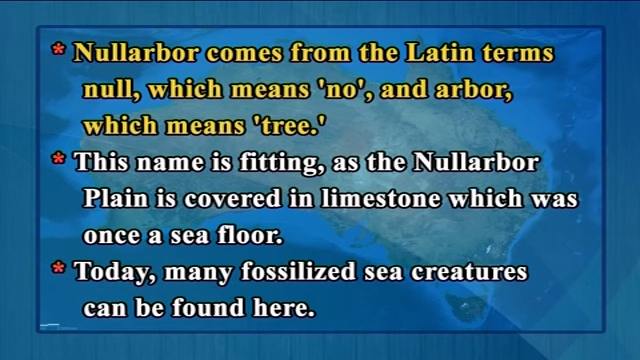 * Nullarbor comes from the Latin terms
null, which means 'no', and arbor,
which means 'tree.'
* This name is fitting, as the Nullarbor
Plain is covered in limestone which was
once a sea floor.
* Today, many fossilized sea creatures
can be found here.